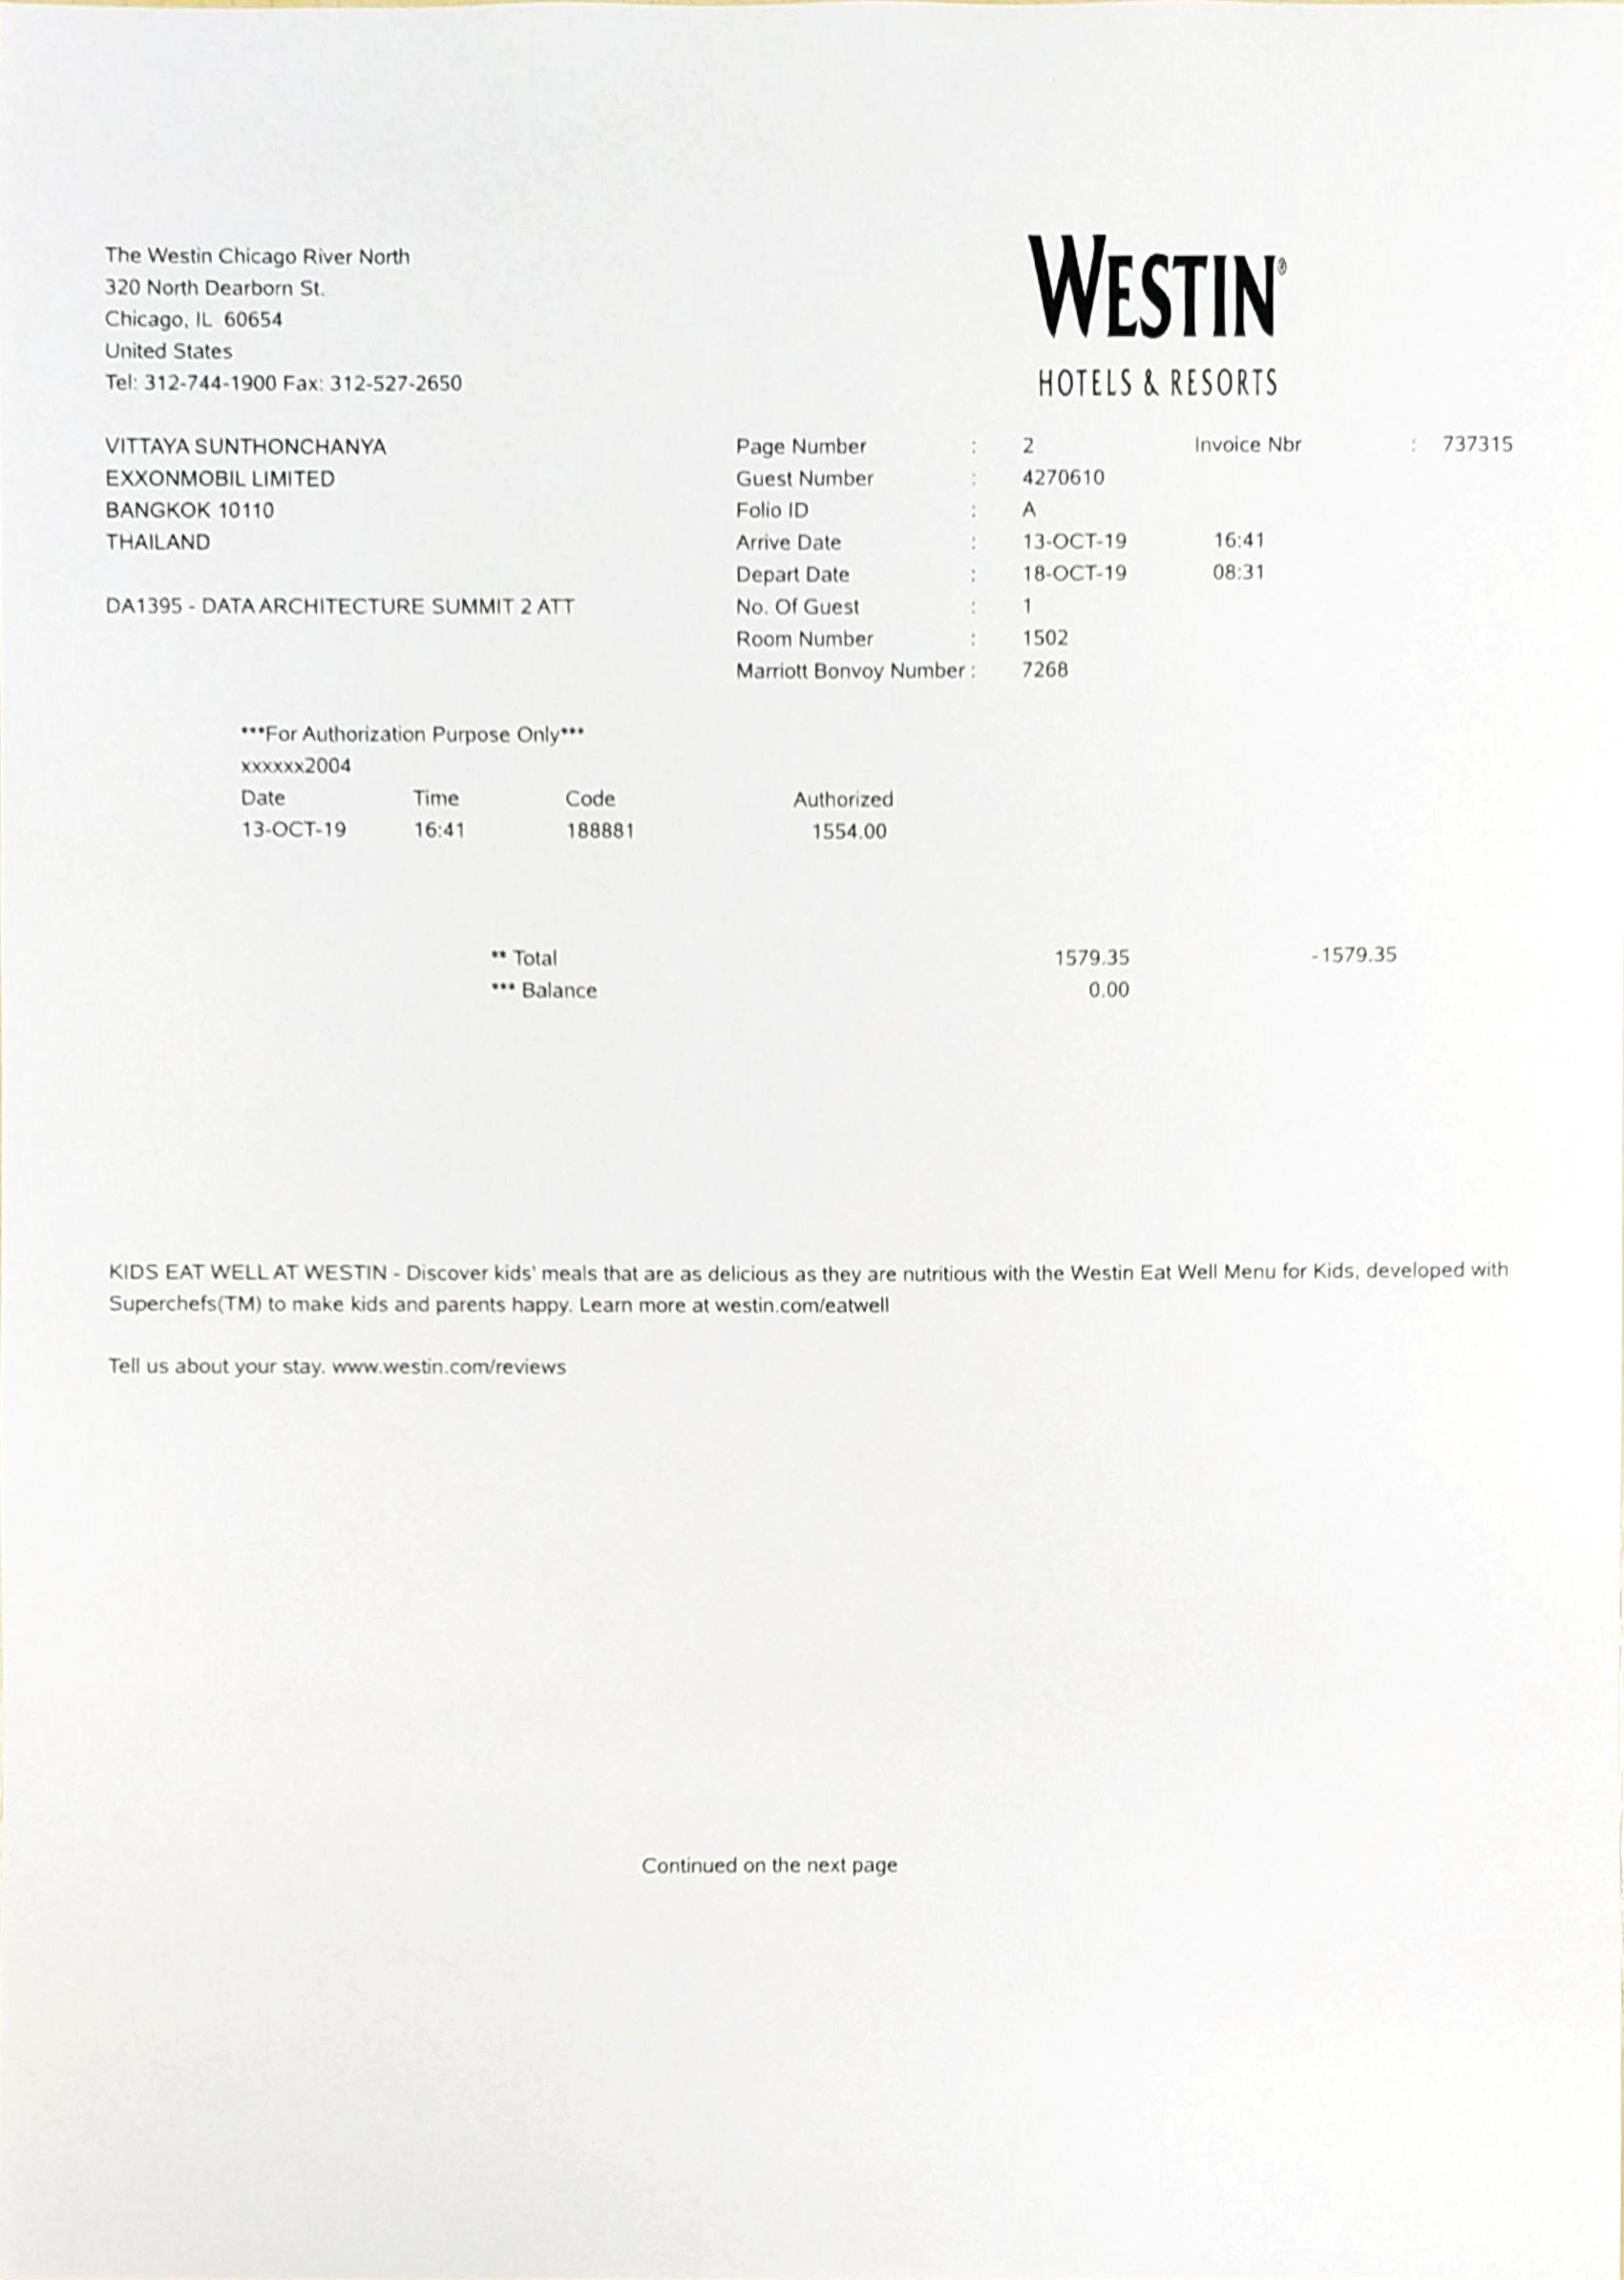 The Westin Chicago River North
320 North Dearborn St.
Chicago, IL 60654
United States
Tel: 312-744-1900 Fax: 312-527-2650
WESTIN®
HOTELS & RESORTS
VITTAYA SUNTHONCHANYA
EXXONMOBIL LIMITED
BANGKOK 10110
THAILAND
DA1395 - DATA ARCHITECTURE SUMMIT 2 ATT
Page Number : 2 Invoice Nbr : 737315
Guest Number : 4270610
Folio ID : A
Arrive Date : 13-OCT-19 16:41
Depart Date : 18-OCT-19 08:31
No. Of Guest : 1
Room Number : 1502
Marriott Bonvoy Number : 7268
***For Authorization Purpose Only***
xxxxxx2004
Date Time Code Authorized
13-OCT-19 16:41 188881 1554.00
** Total 1579.35 -1579.35
*** Balance 0.00
KIDS EAT WELL AT WESTIN - Discover kids' meals that are as delicious as they are nutritious with the Westin Eat Well Menu for Kids, developed with
Superchefs(TM) to make kids and parents happy. Learn more at westin.com/eatwell
Tell us about your stay. www.westin.com/reviews
Continued on the next page